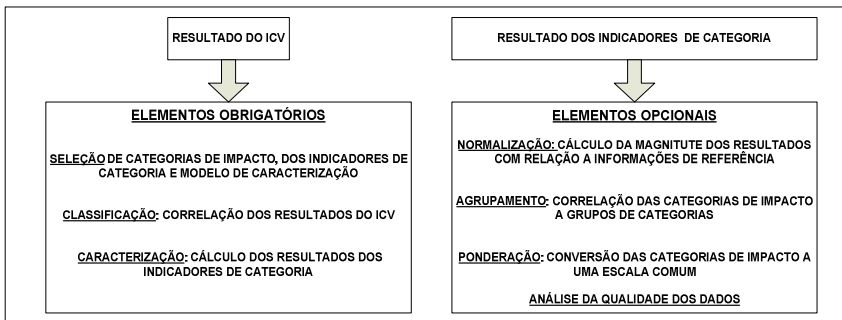 RESULTADO DO ICV
ELEMENTOS OBRIGATÓRIOS
SELEÇÃO DE CATEGORIAS DE IMPACTO, DOS INDICADORES DE
CATEGORIA E MODELO DE CARACTERIZAÇÃO
CLASSIFICAÇÃO: CORRELAÇÃO DOS RESULTADOS DO ICV
CARACTERIZAÇÃO: CÁLCULO DOS RESULTADOS DOS
INDICADORES DE CATEGORIA
RESULTADO DOS INDICADORES DE CATEGORIA
ELEMENTOS OPCIONAIS
NORMALIZAÇÃO: CÁLCULO DA MAGNITUTE DOS RESULTADOS
COM RELAÇÃO A INFORMAÇÕES DE REFERÊNCIA
AGRUPAMENTO: CORRELAÇÃO DAS CATEGORIAS DE IMPACTO
A GRUPOS DE CATEGORIAS
PONDERAÇÃO: CONVERSÃO DAS CATEGORIAS DE IMPACTO A
UMA ESCALA COMUM
ANÁLISE DA QUALIDADE DOS DADOS